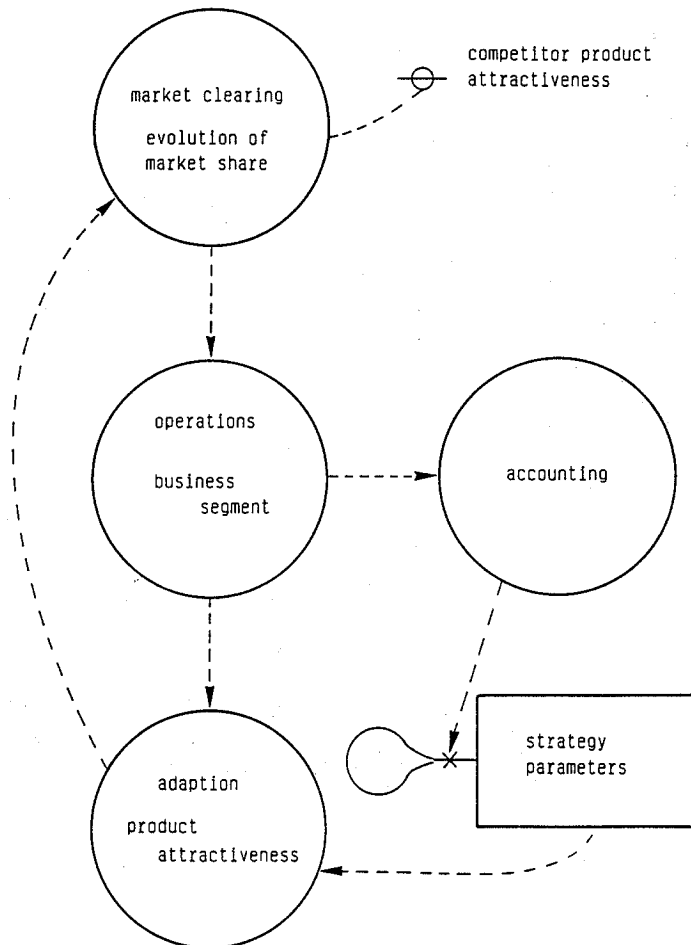 competitor product
attractiveness
market clearing
evolution of
market share
operations
business
segment
accounting
strategy
parameters
adaption
product
attractiveness